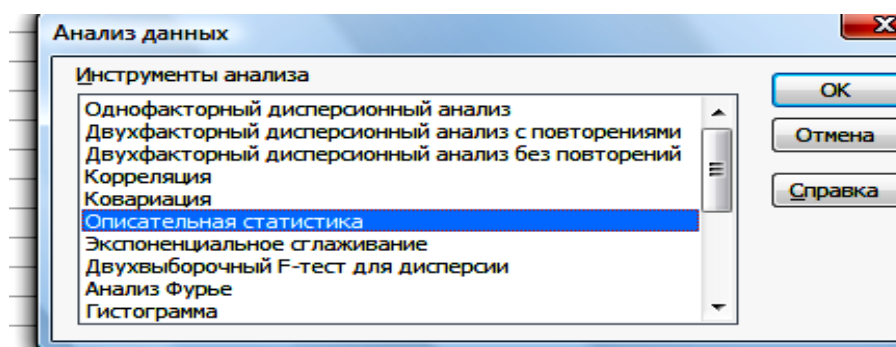 Анализ данных
Инструменты анализа
Однофакторный дисперсионный анализ
Двухфакторный дисперсионный анализ с повторениями
Двухфакторный дисперсионный анализ без повторений
Корреляция
Ковариация
Описательная статистика
Экспоненциальное сглаживание
Двухвыборочный F-тест для дисперсии
Анализ Фурье
Гистограмма
ОК
Отмена
Справка